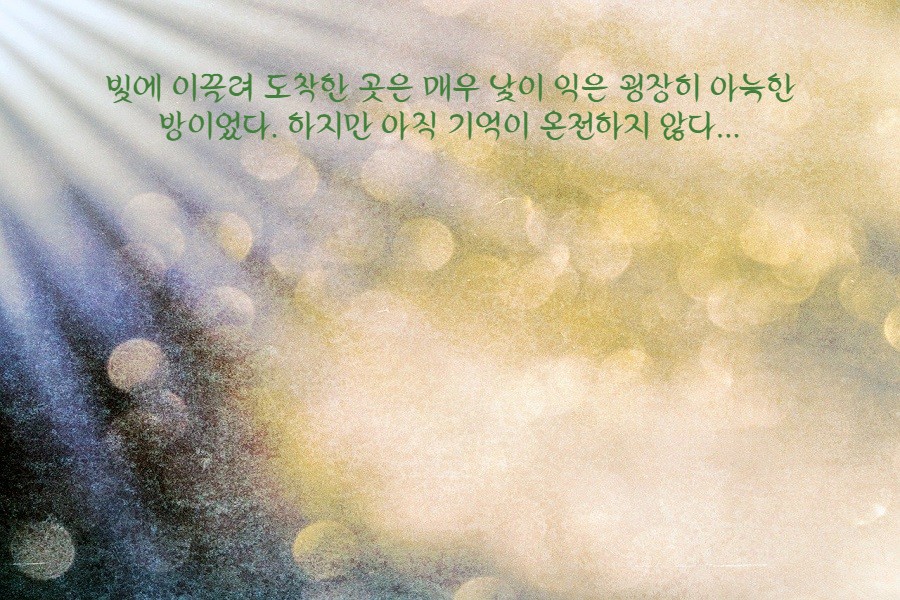 빛에 이끌려 도착한 곳은 매우 낯이 익은 굉장히 아늑한
방이었다. 하지만 아직 기억이 온전하지 않다...